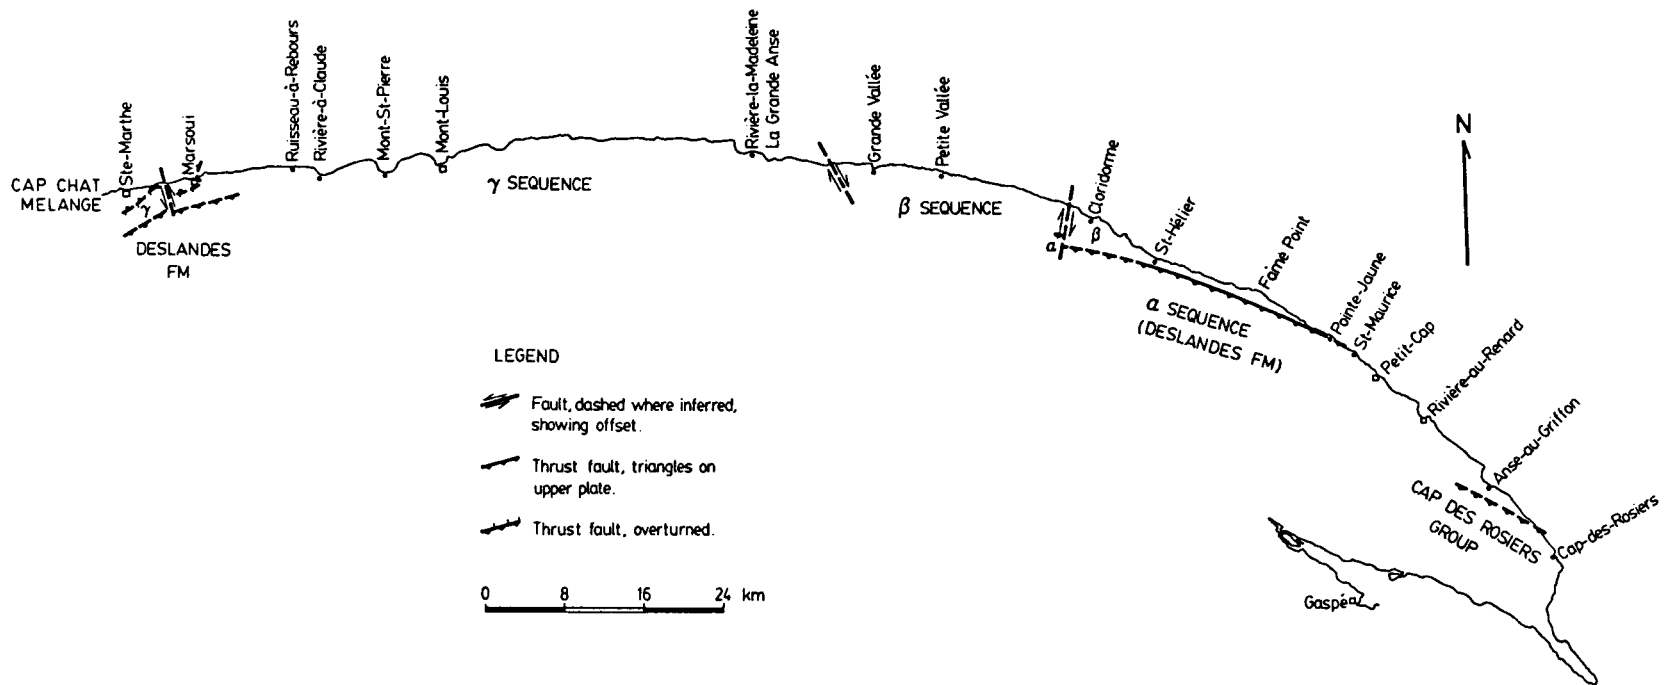 Ste-Marthe
Marsoui
Ruisseau-à-Rebours
Rivière-à-Claude
Mont-St-Pierre
Mont-Louis
Rivière-la-Madeleine
La Grande Anse
Grande Vallée
Petite Vallée
Cloridorme
St-Hélier
Fame Point
Pointe-Jaune
St-Maurice
Petit-Cap
Rivière-au-Renard
Anse-au-Griffon
Cap-des-Rosiers
N
CAP CHAT
MELANGE
γ
DESLANDES
FM
γ SEQUENCE
β SEQUENCE
α
β
α SEQUENCE
(DESLANDES FM)
CAP DES ROSIERS
GROUP
Gaspé
LEGEND
Fault, dashed where inferred,
showing offset.
Thrust fault, triangles on
upper plate.
Thrust fault, overturned.
0 8 16 24 km